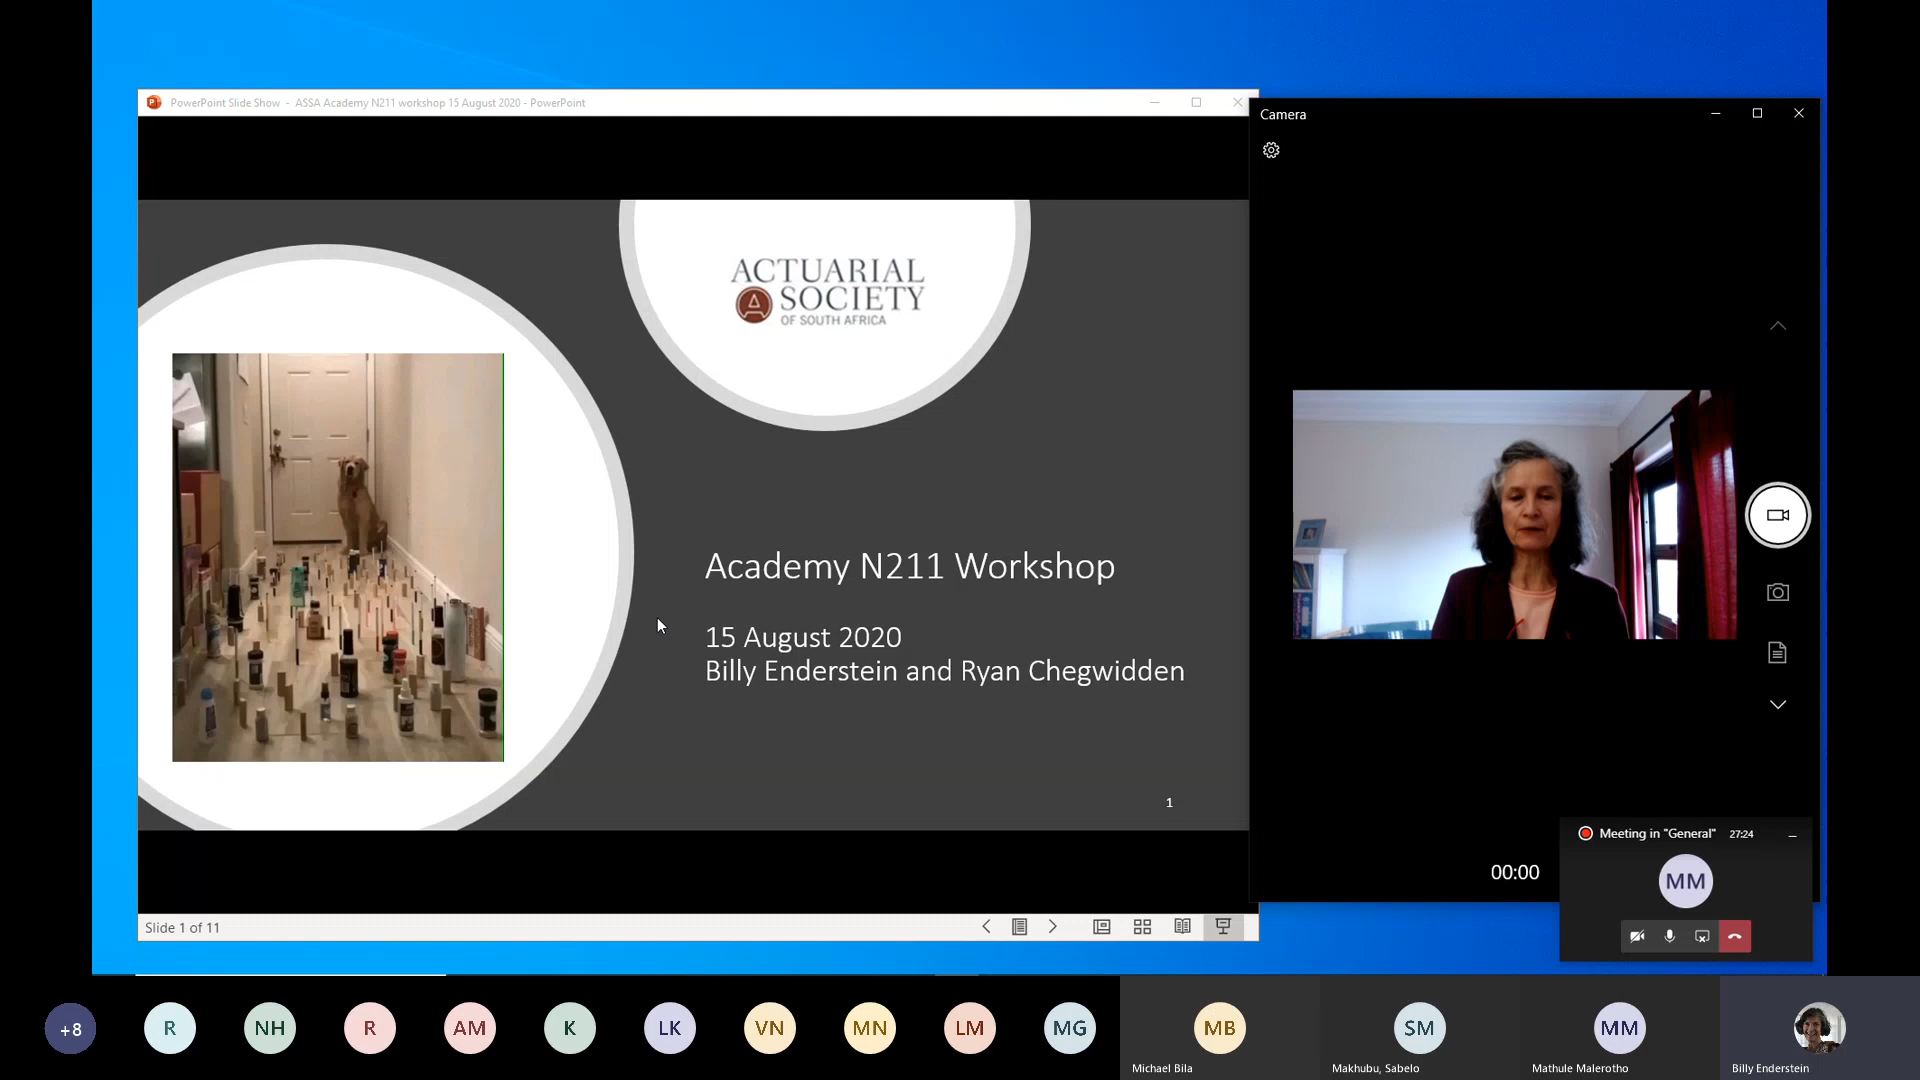 PowerPoint Slide Show - ASSA Academy N211 workshop 15 August 2020 - PowerPoint
ACTUARIAL
SOCIETY
OF SOUTH AFRICA
Academy N211 Workshop
15 August 2020
Billy Enderstein and Ryan Chegwidden
1
Slide 1 of 11
Camera
00:00
Meeting in "General" 27:24
MM
+8
R
NH
R
AM
K
LK
VN
MN
LM
MG
MB
Michael Bila
SM
Makhubu, Sabelo
MM
Mathule Malerotho
Billy Enderstein